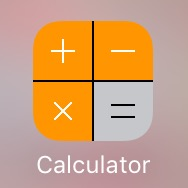 + −
× =
Calculator